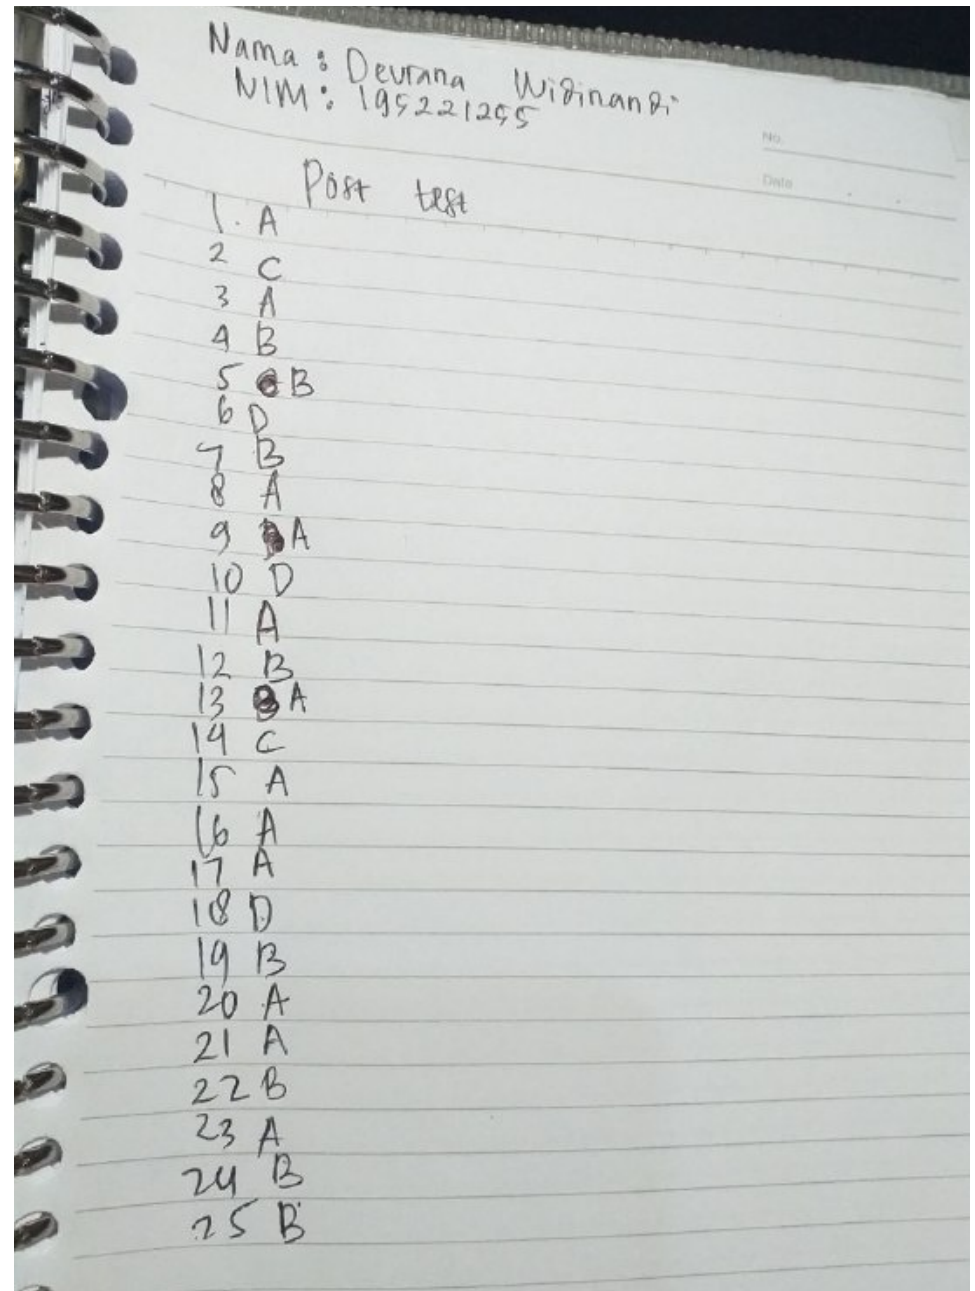 Nama : Devrana Widinandi
NIM : 195221255
No.
Date
Post test
1. A
2 C
3 A
4 B
5 B
6 D
7 B
8 A
9 A
10 D
11 A
12 B
13 A
14 C
15 A
16 A
17 A
18 D
19 B
20 A
21 A
22 B
23 A
24 B
25 B